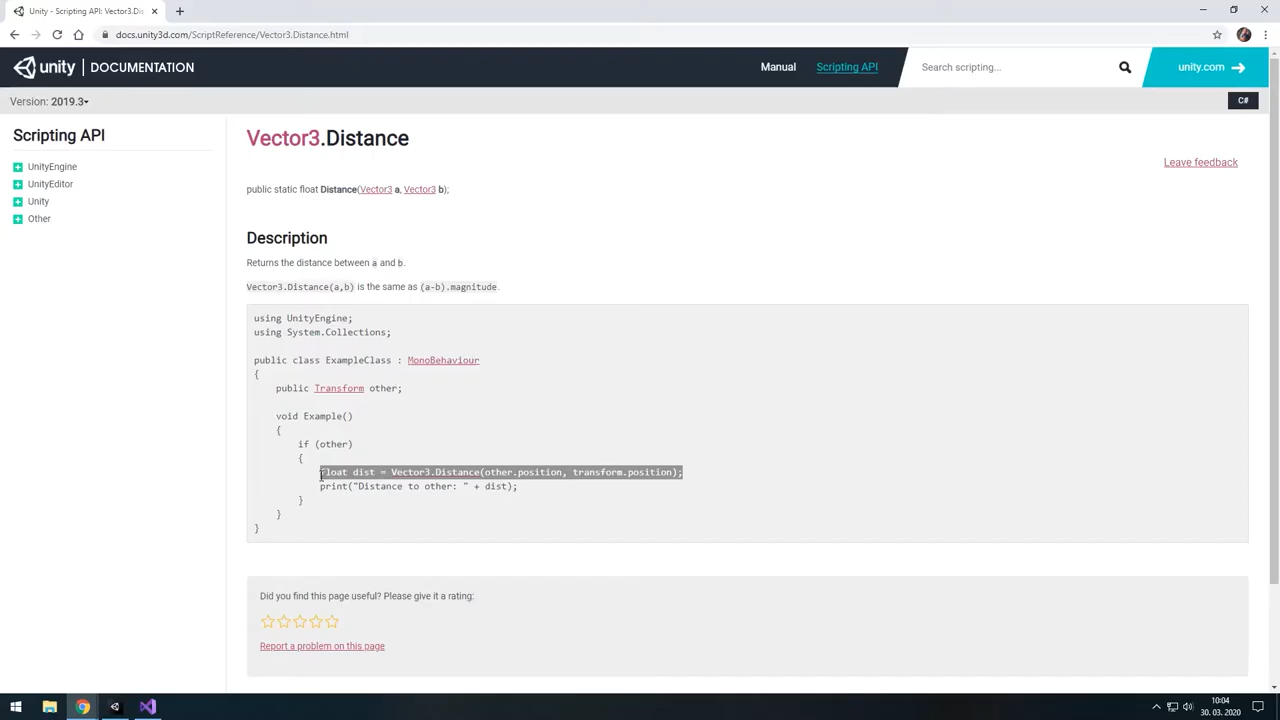 Unity - Scripting API: Vector3.Dist
docs.unity3d.com/ScriptReference/Vector3.Distance.html
unity | DOCUMENTATION
Manual
Scripting API
Search scripting...
unity.com
Version: 2019.3
C#
Scripting API
UnityEngine
UnityEditor
Unity
Other
Vector3.Distance
Leave feedback
public static float Distance(Vector3 a, Vector3 b);
Description
Returns the distance between a and b.
Vector3.Distance(a,b) is the same as (a-b).magnitude.
using UnityEngine;
using System.Collections;
public class ExampleClass : MonoBehaviour
{
public Transform other;
void Example()
{
if (other)
{
float dist = Vector3.Distance(other.position, transform.position);
print("Distance to other: " + dist);
}
}
}
Did you find this page useful? Please give it a rating:
Report a problem on this page
10:04
30. 03. 2020